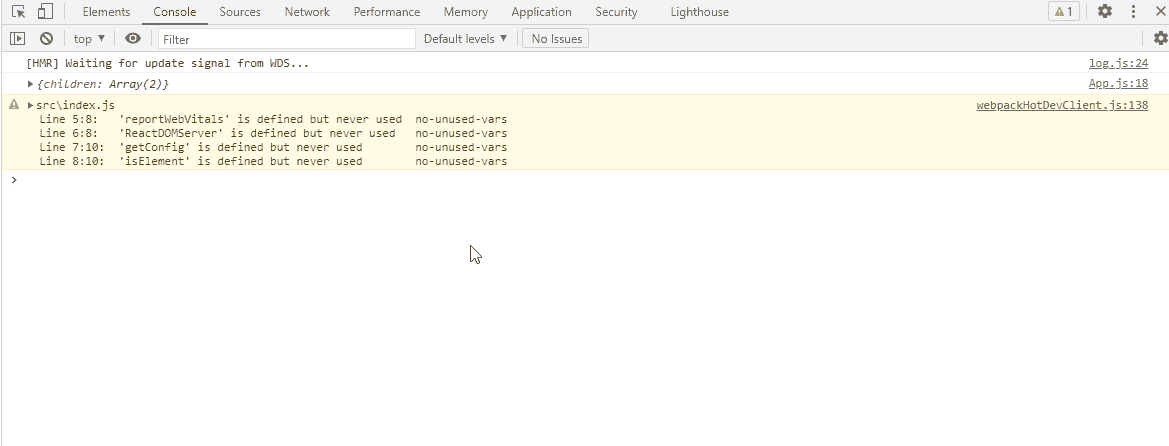 Elements Console Sources Network Performance Memory Application Security Lighthouse 1
top Filter Default levels No Issues
[HMR] Waiting for update signal from WDS... log.js:24
{children: Array(2)} App.js:18
src\index.js webpackHotDevClient.js:138
Line 5:8: 'reportWebVitals' is defined but never used no-unused-vars
Line 6:8: 'ReactDOMServer' is defined but never used no-unused-vars
Line 7:10: 'getConfig' is defined but never used no-unused-vars
Line 8:10: 'isElement' is defined but never used no-unused-vars